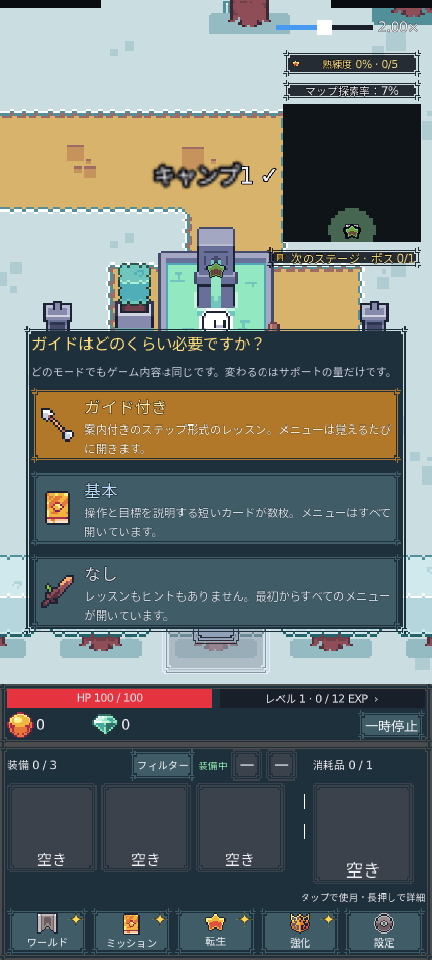 2.00×
熟練度 0% · 0/5
マップ探索率：7%
キャンプ1 ✓
次のステージ・ボス 0/1
ガイドはどのくらい必要ですか？
どのモードでもゲーム内容は同じです。変わるのはサポートの量だけです。
ガイド付き
案内付きのステップ形式のレッスン。メニューは覚えるたび
に開きます。
基本
操作と目標を説明する短いカードが数枚。メニューはすべて
開いています。
なし
レッスンもヒントもありません。最初からすべてのメニュー
が開いています。
HP 100 / 100
レベル 1 · 0 / 12 EXP ›
0
0
一時停止
装備 0 / 3
フィルター
装備中
—
—
消耗品 0 / 1
空き
空き
空き
空き
タップで使用・長押しで詳細
ワールド
ミッション
転生
強化
設定